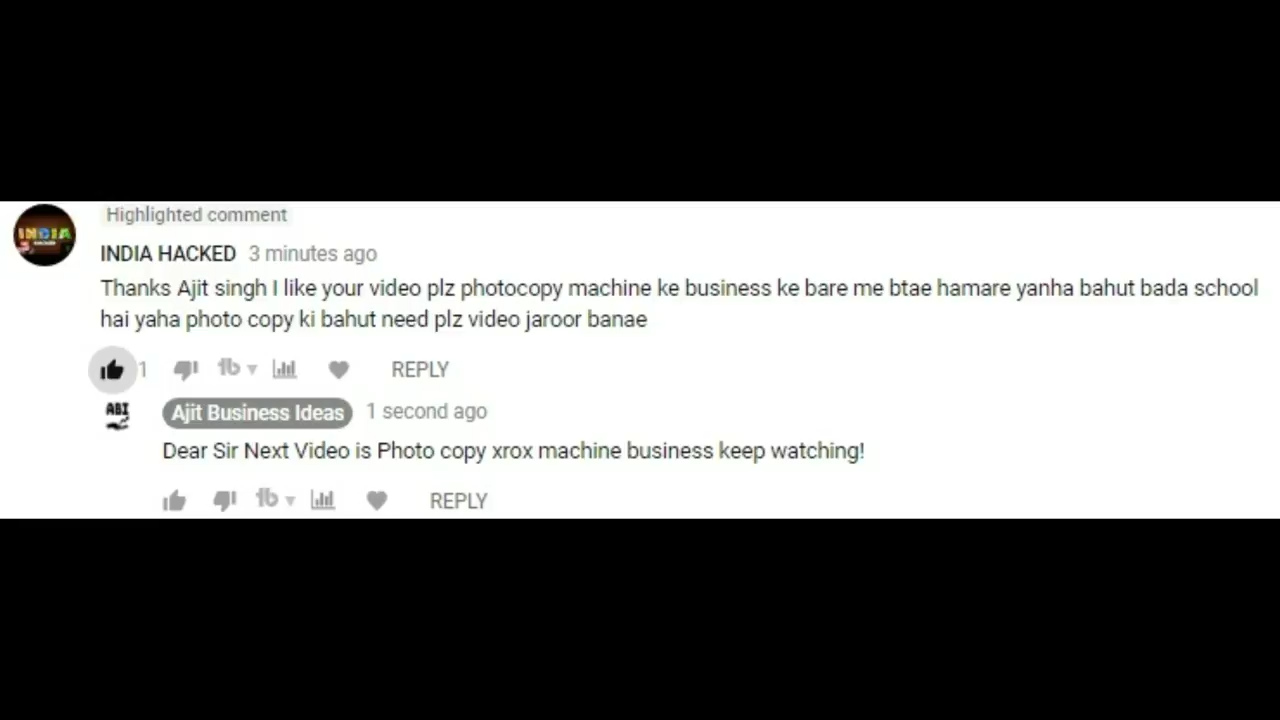 Highlighted comment
INDIA HACKED 3 minutes ago
Thanks Ajit singh I like your video plz photocopy machine ke business ke bare me btae hamare yanha bahut bada school
hai yaha photo copy ki bahut need plz video jaroor banae
1 REPLY
ABI Ajit Business Ideas 1 second ago
Dear Sir Next Video is Photo copy xrox machine business keep watching!
REPLY
INDIA